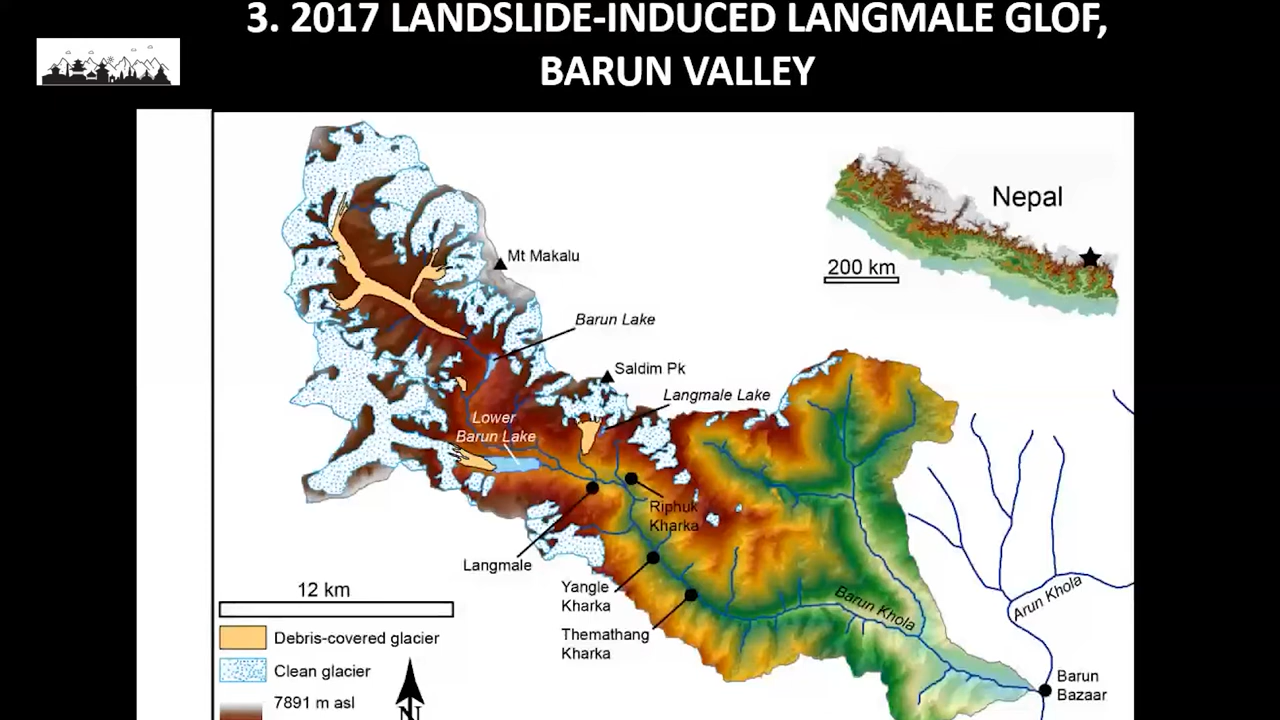 3. 2017 LANDSLIDE-INDUCED LANGMALE GLOF,
BARUN VALLEY
Nepal
200 km
Mt Makalu
Barun Lake
Saldim Pk
Langmale Lake
Lower
Barun Lake
Riphuk
Kharka
Langmale
Yangle
Kharka
Themathang
Kharka
Barun Khola
Arun Khola
Barun
Bazaar
12 km
Debris-covered glacier
Clean glacier
7891 m asl
N